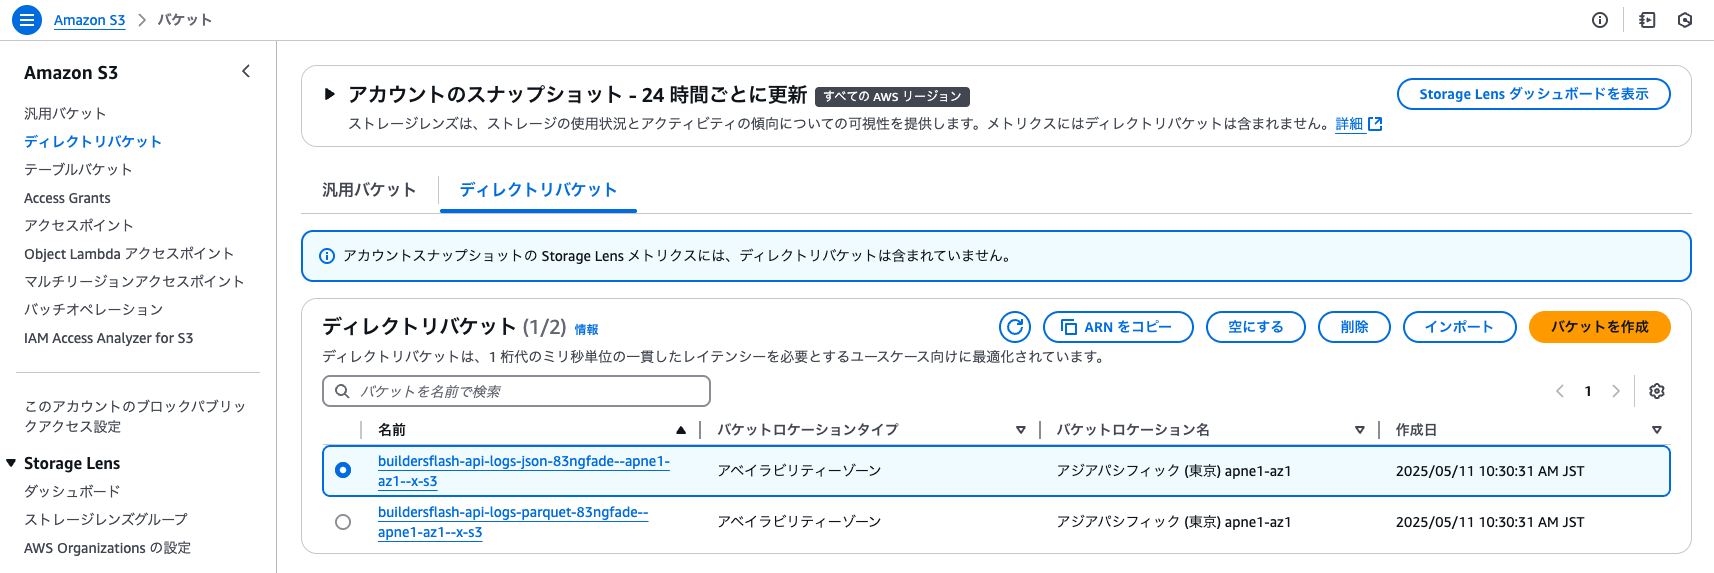 Amazon S3 > バケット
Amazon S3
汎用バケット
ディレクトリバケット
テーブルバケット
Access Grants
アクセスポイント
Object Lambda アクセスポイント
マルチリージョンアクセスポイント
バッチオペレーション
IAM Access Analyzer for S3
このアカウントのブロックパブリッ
クアクセス設定
Storage Lens
ダッシュボード
ストレージレンズグループ
AWS Organizations の設定
アカウントのスナップショット - 24 時間ごとに更新 すべての AWS リージョン
Storage Lens ダッシュボードを表示
ストレージレンズは、ストレージの使用状況とアクティビティの傾向についての可視性を提供します。メトリクスにはディレクトリバケットは含まれません。詳細
汎用バケット ディレクトリバケット
アカウントスナップショットの Storage Lens メトリクスには、ディレクトリバケットは含まれていません。
ディレクトリバケット (1/2) 情報
ARN をコピー 空にする 削除 インポート バケットを作成
ディレクトリバケットは、1 桁代のミリ秒単位の一貫したレイテンシーを必要とするユースケース向けに最適化されています。
バケットを名前で検索
1
名前 バケットロケーションタイプ バケットロケーション名 作成日
buildersflash-api-logs-json-83ngfade--apne1-
az1--x-s3
アベイラビリティーゾーン アジアパシフィック (東京) apne1-az1 2025/05/11 10:30:31 AM JST
buildersflash-api-logs-parquet-83ngfade--
apne1-az1--x-s3
アベイラビリティーゾーン アジアパシフィック (東京) apne1-az1 2025/05/11 10:30:31 AM JST